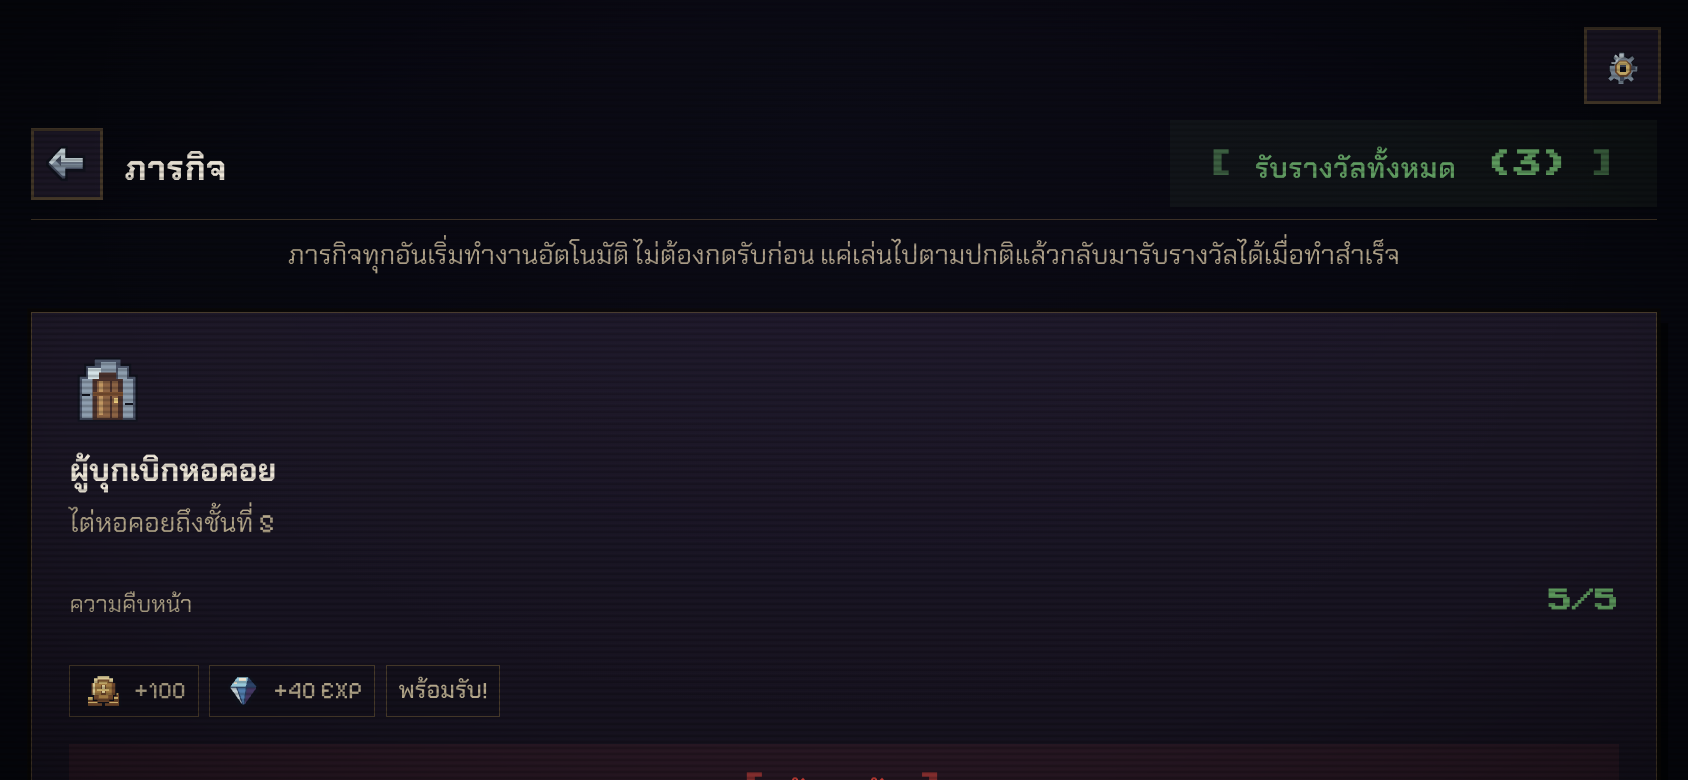 ภารกิจ
[ รับรางวัลทั้งหมด (3) ]
ภารกิจทุกอันเริ่มทำงานอัตโนมัติ ไม่ต้องกดรับก่อน แค่เล่นไปตามปกติแล้วกลับมารับรางวัลได้เมื่อทำสำเร็จ
ผู้บุกเบิกหอคอย
ไต่หอคอยถึงชั้นที่
ความคืบหน้า 5/5
+100 +40 EXP พร้อมรับ!